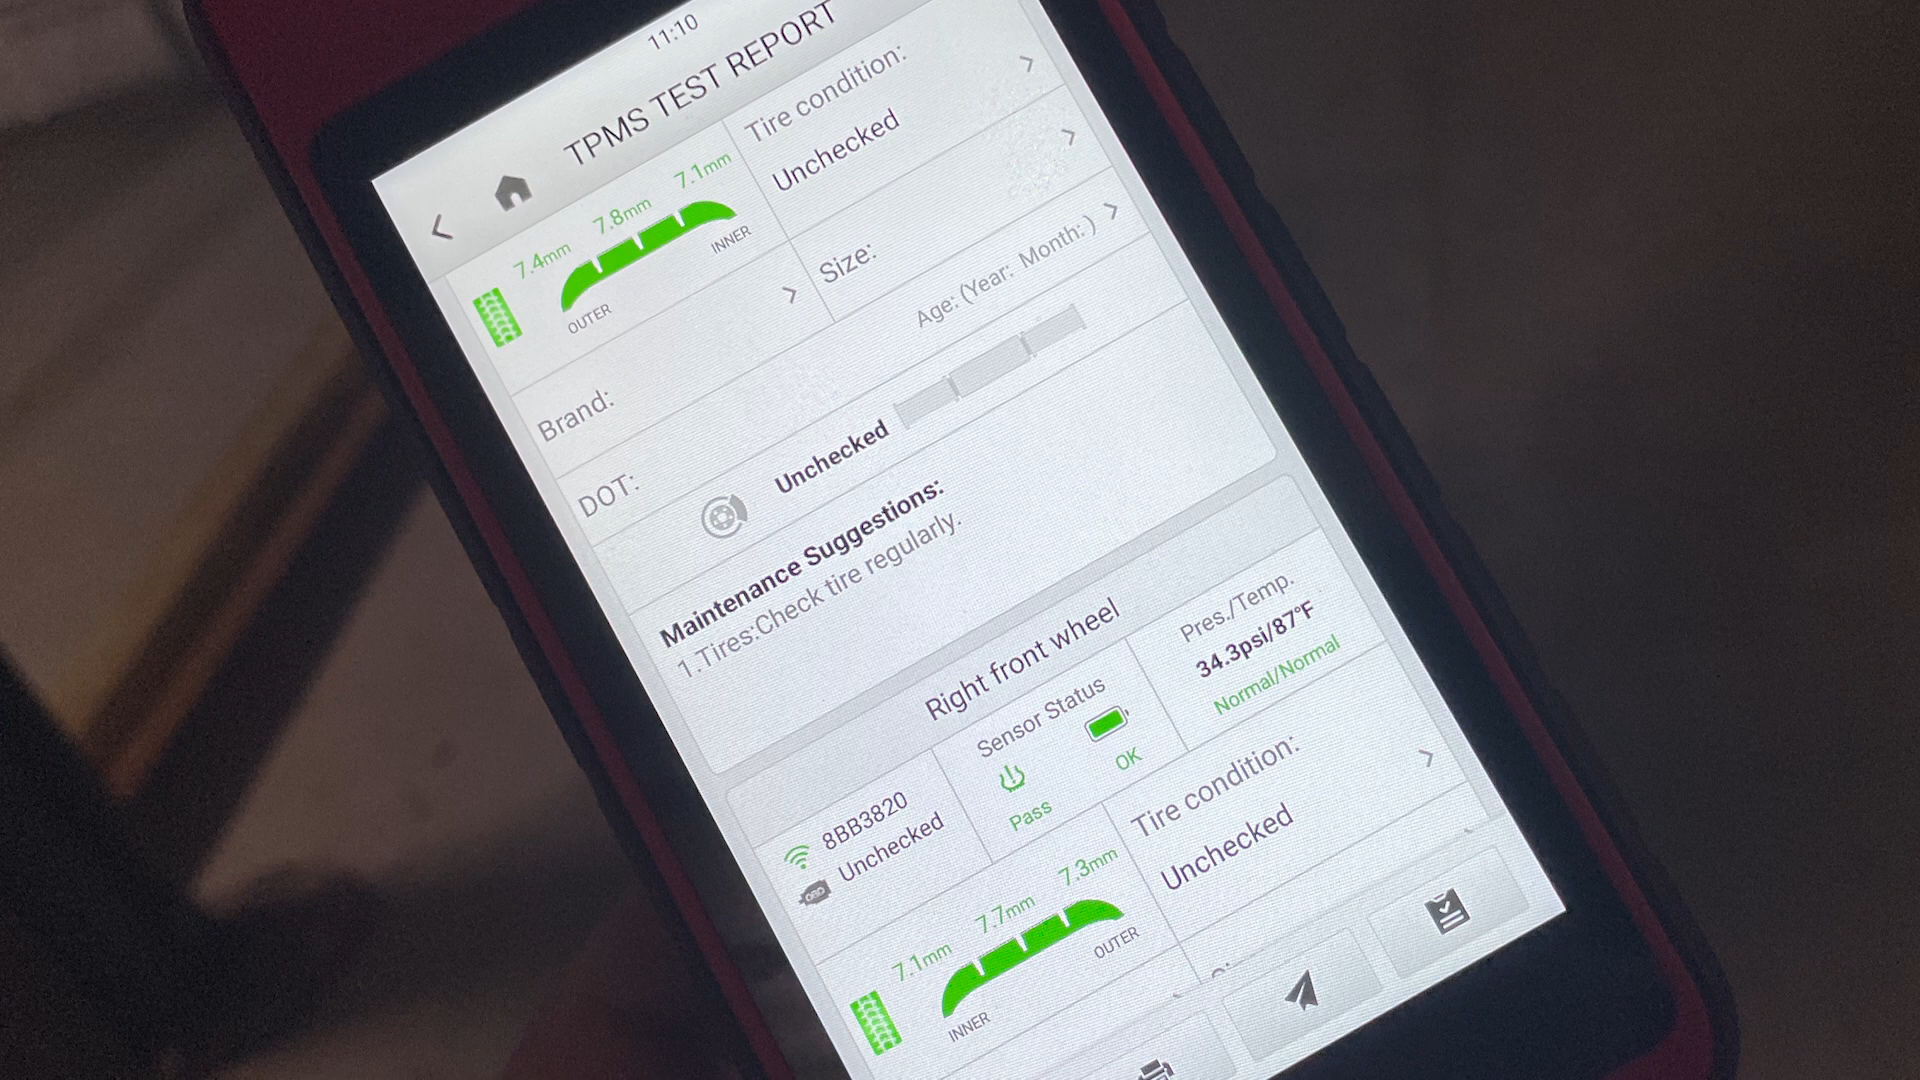 11:10
TPMS TEST REPORT
7.4mm 7.8mm 7.1mm
OUTER INNER
Tire condition:
Unchecked
Brand:
Size:
DOT:
Age: (Year: Month: )
Unchecked
Maintenance Suggestions:
1.Tires:Check tire regularly.
Right front wheel
8BB3820
OBD Unchecked
Sensor Status
Pass OK
Pres./Temp.
34.3psi/87°F
Normal/Normal
7.1mm 7.7mm 7.3mm
INNER OUTER
Tire condition:
Unchecked